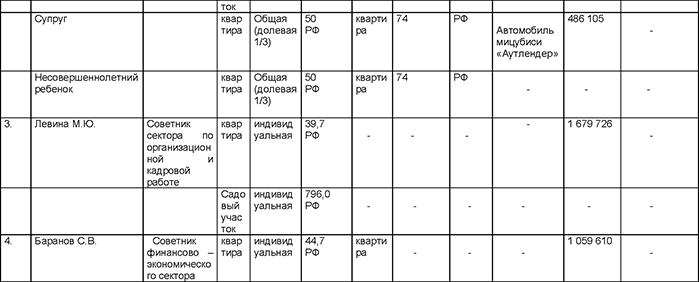 ток
Супруг квар Общая 50 кварти 74 РФ 486 105
тира (долевая РФ ра Автомобиль -
1/3) мицубиси
«Аутлендер»
Несовершеннолетний квар Общая 50 кварти 74 РФ
ребенок тира (долевая РФ ра - - -
1/3)
3. Левина М.Ю. Советник квар индивид 39,7 1 679 726
сектора по тира уальная РФ - - - - -
организацион
ной и
кадровой
работе
Садо индивид 796,0
вый уальная РФ - - - - - -
учас
ток
4. Баранов С.В. Советник квар индивид 44,7 кварти 1 059 610
финансово – тира уальная РФ ра - - - -
экономическо
го сектора